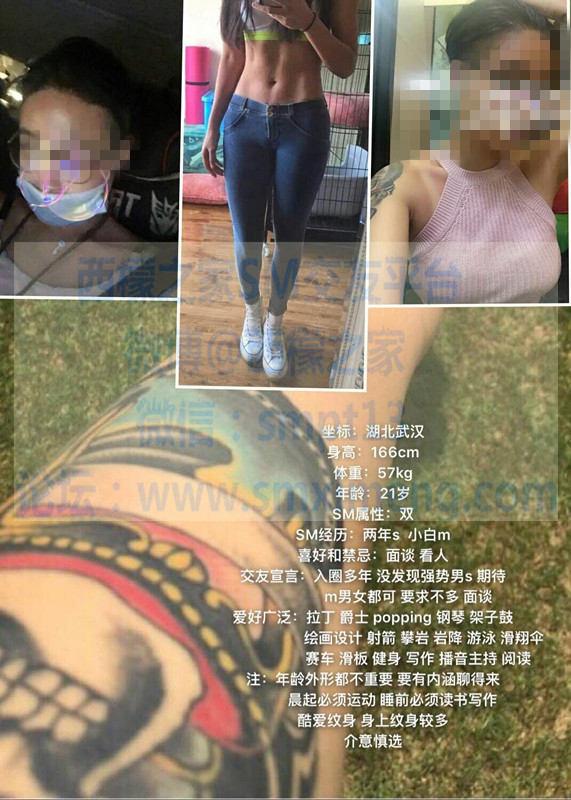 西檬之家SM交友平台
微博@西檬之家
微信：smpt13
坐标：湖北武汉
身高：166cm
体重：57kg
年龄：21岁
SM属性：双
SM经历：两年s 小白m
喜好和禁忌：面谈 看人
交友宣言：入圈多年 没发现强势男s 期待
m男女都可 要求不多 面谈
爱好广泛：拉丁 爵士 popping 钢琴 架子鼓
绘画设计 射箭 攀岩 岩降 游泳 滑翔伞
赛车 滑板 健身 写作 播音主持 阅读
注：年龄外形都不重要 要有内涵聊得来
晨起必须运动 睡前必须读书写作
酷爱纹身 身上纹身较多
介意慎选